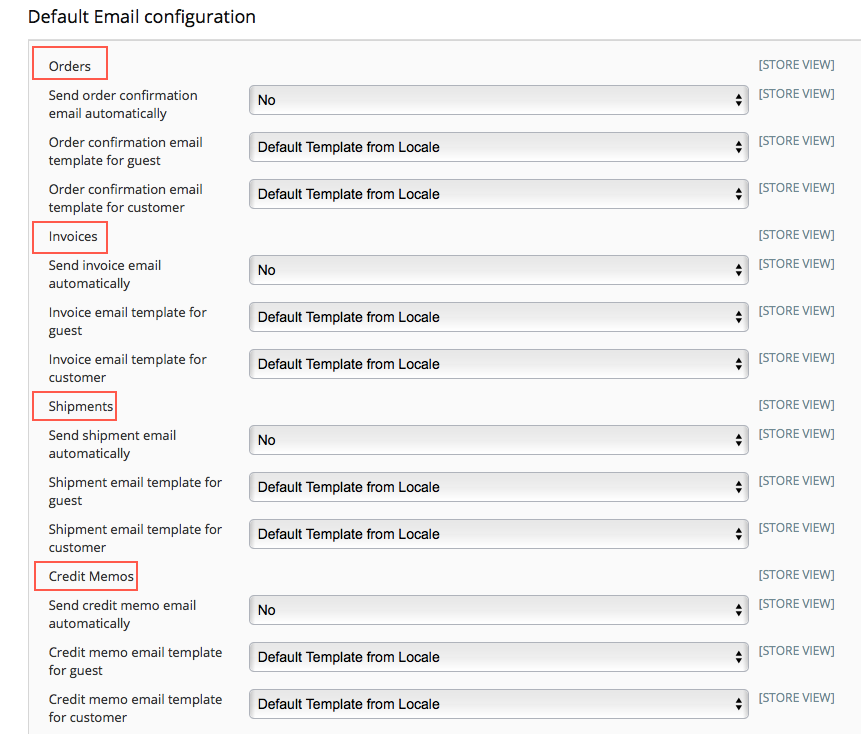 Default Email configuration
Orders [STORE VIEW]
Send order confirmation
email automatically No [STORE VIEW]
Order confirmation email
template for guest Default Template from Locale [STORE VIEW]
Order confirmation email
template for customer Default Template from Locale [STORE VIEW]
Invoices [STORE VIEW]
Send invoice email
automatically No [STORE VIEW]
Invoice email template for
guest Default Template from Locale [STORE VIEW]
Invoice email template for
customer Default Template from Locale [STORE VIEW]
Shipments [STORE VIEW]
Send shipment email
automatically No [STORE VIEW]
Shipment email template for
guest Default Template from Locale [STORE VIEW]
Shipment email template for
customer Default Template from Locale [STORE VIEW]
Credit Memos [STORE VIEW]
Send credit memo email
automatically No [STORE VIEW]
Credit memo email template
for guest Default Template from Locale [STORE VIEW]
Credit memo email template
for customer Default Template from Locale [STORE VIEW]